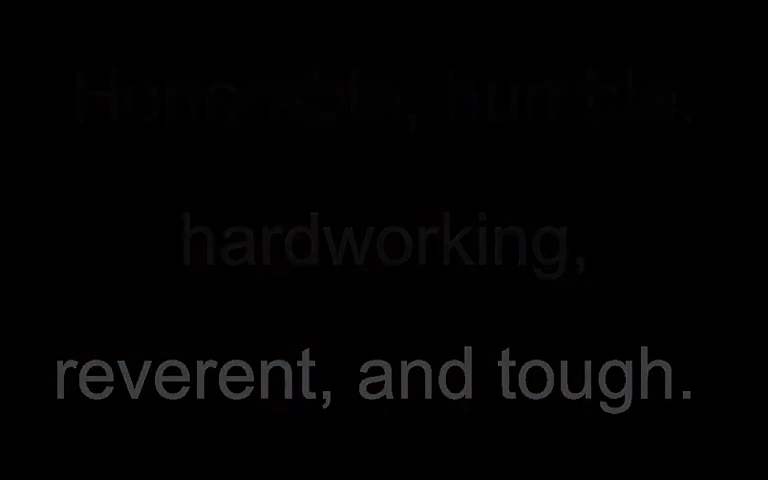 Honorable, humble,
hardworking,
reverent, and tough.